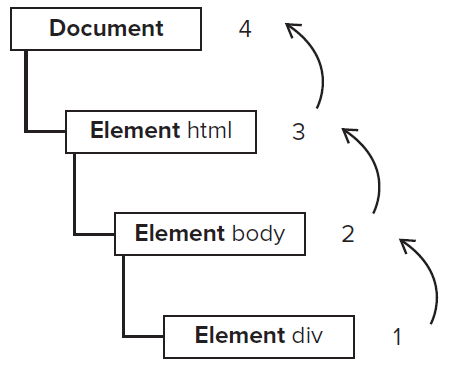 Document 4
Element html 3
Element body 2
Element div 1